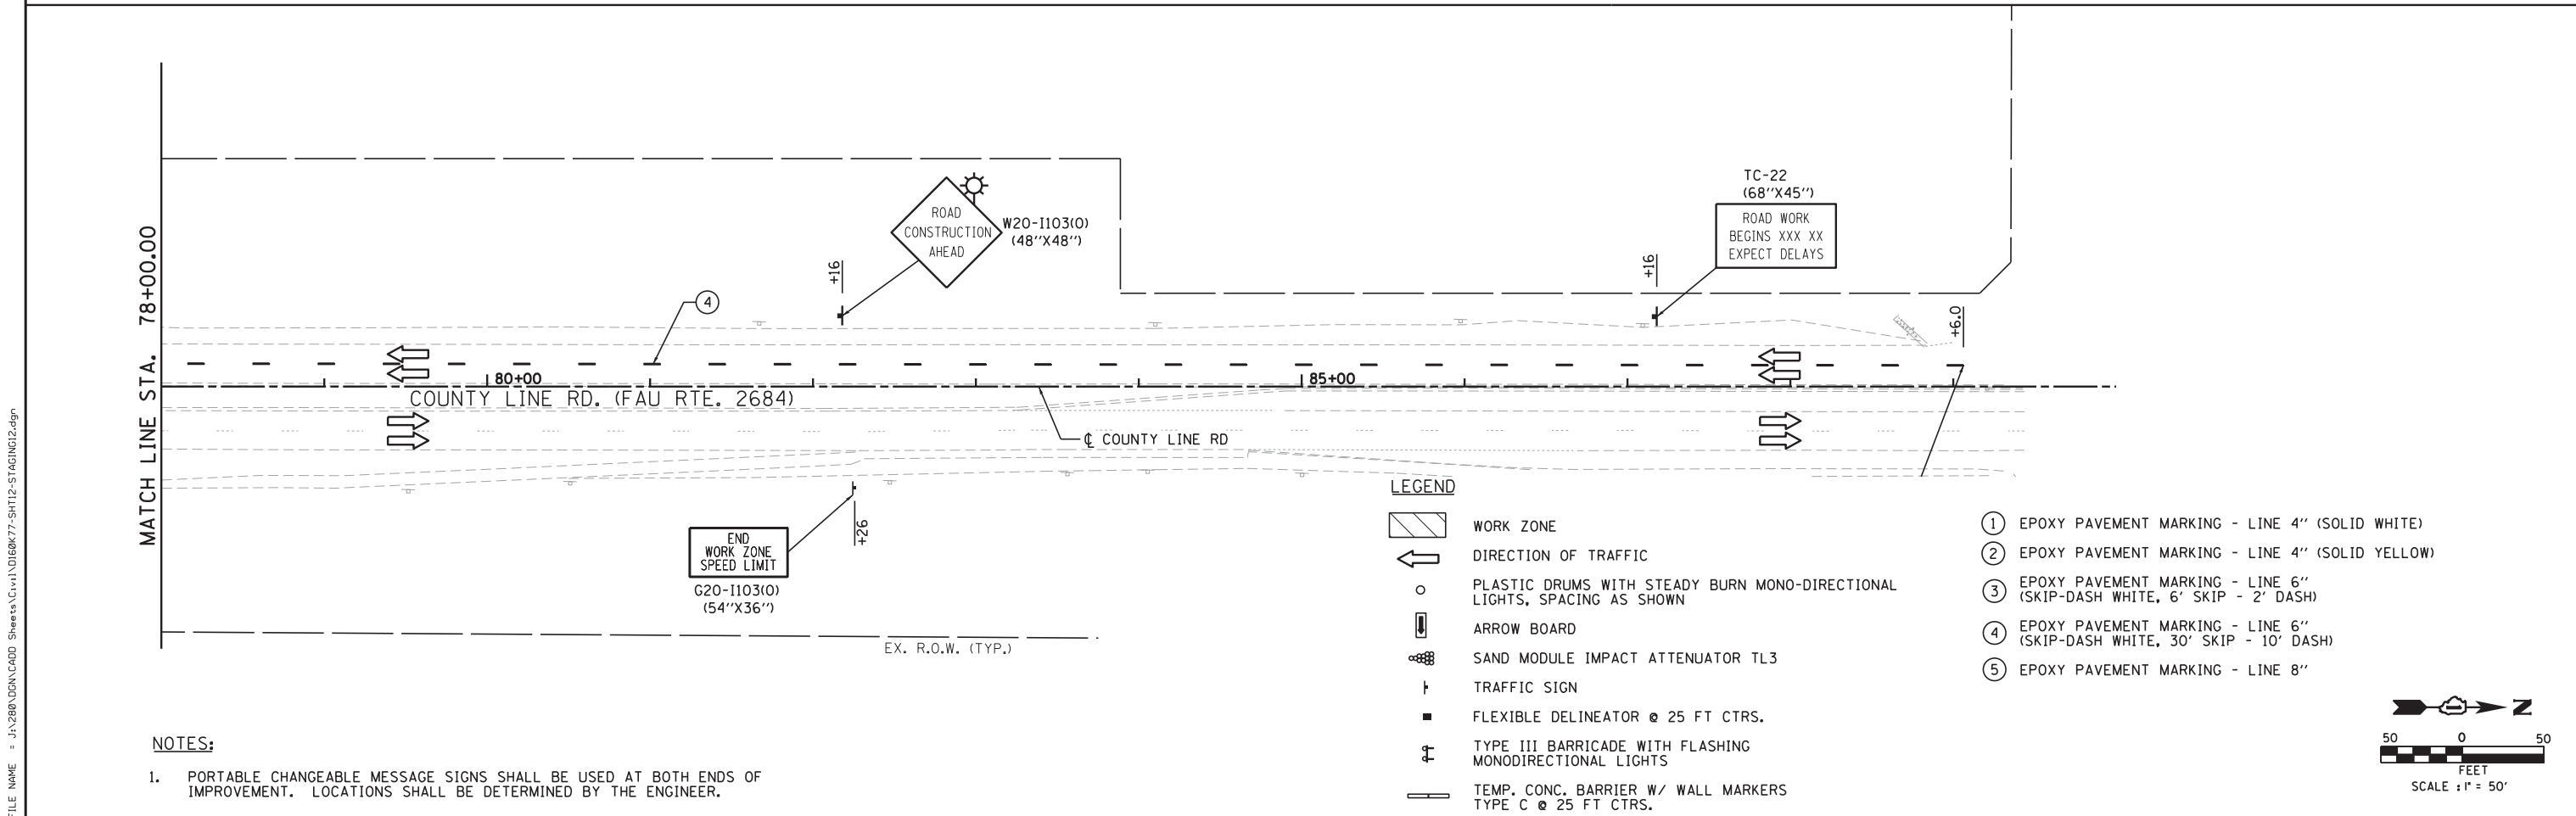 TC-22
(68"X45")
ROAD WORK
BEGINS XXX XX
EXPECT DELAYS
ROAD
CONSTRUCTION
AHEAD
W20-I103(O)
(48"X48")
+16
+16
+6.0
4
MATCH LINE STA. 78+00.00
80+00
85+00
COUNTY LINE RD. (FAU RTE. 2684)
℄ COUNTY LINE RD
+26
END
WORK ZONE
SPEED LIMIT
G20-I103(O)
(54"X36")
EX. R.O.W. (TYP.)
LEGEND
WORK ZONE
DIRECTION OF TRAFFIC
PLASTIC DRUMS WITH STEADY BURN MONO-DIRECTIONAL
LIGHTS, SPACING AS SHOWN
ARROW BOARD
SAND MODULE IMPACT ATTENUATOR TL3
TRAFFIC SIGN
FLEXIBLE DELINEATOR @ 25 FT CTRS.
TYPE III BARRICADE WITH FLASHING
MONODIRECTIONAL LIGHTS
TEMP. CONC. BARRIER W/ WALL MARKERS
TYPE C @ 25 FT CTRS.
1 EPOXY PAVEMENT MARKING - LINE 4" (SOLID WHITE)
2 EPOXY PAVEMENT MARKING - LINE 4" (SOLID YELLOW)
3 EPOXY PAVEMENT MARKING - LINE 6"
(SKIP-DASH WHITE, 6' SKIP - 2' DASH)
4 EPOXY PAVEMENT MARKING - LINE 6"
(SKIP-DASH WHITE, 30' SKIP - 10' DASH)
5 EPOXY PAVEMENT MARKING - LINE 8"
N
50 0 50
FEET
SCALE : 1" = 50'
NOTES:
1. PORTABLE CHANGEABLE MESSAGE SIGNS SHALL BE USED AT BOTH ENDS OF
IMPROVEMENT. LOCATIONS SHALL BE DETERMINED BY THE ENGINEER.
FILE NAME = J:\280\DGN\CADD Sheets\Civil\D160K77-SHT12-STAGING12.dgn